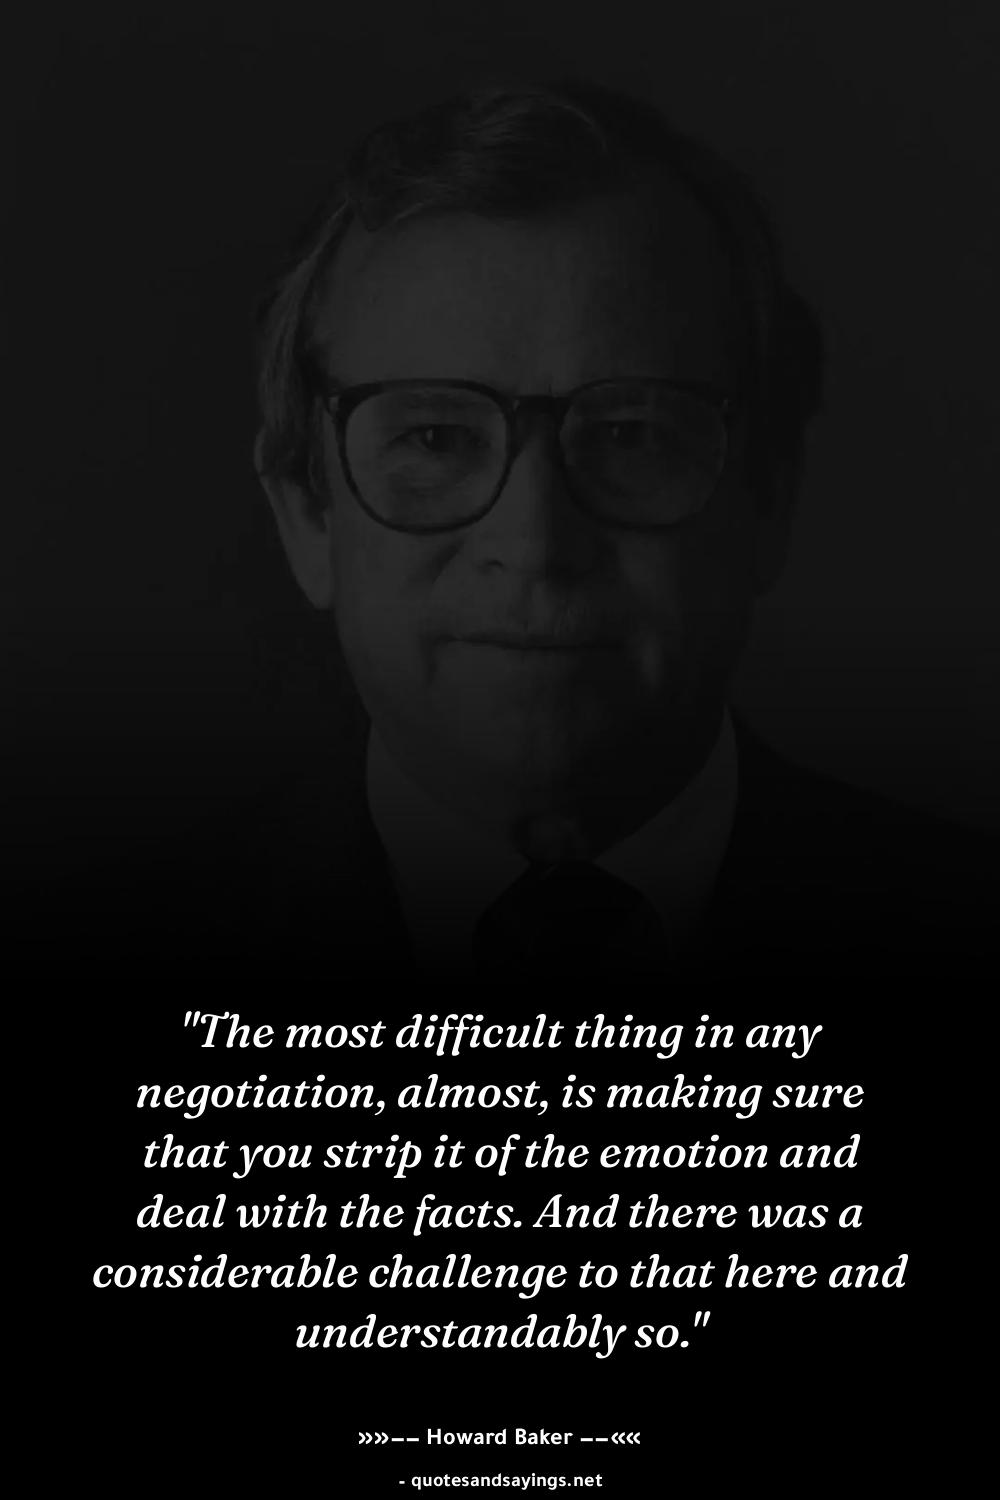 "The most difficult thing in any
negotiation, almost, is making sure
that you strip it of the emotion and
deal with the facts. And there was a
considerable challenge to that here and
understandably so."
»»–– Howard Baker ––««
- quotesandsayings.net